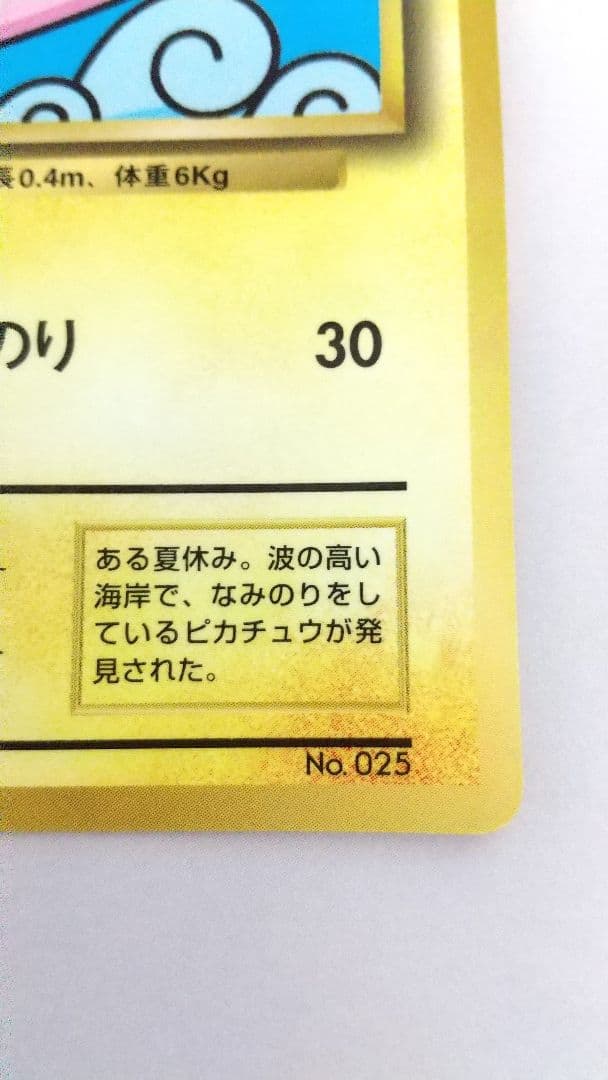 長0.4m、体重6Kg
のり 30
ある夏休み。波の高い
海岸で、なみのりをし
ているピカチュウが発
見された。
No. 025